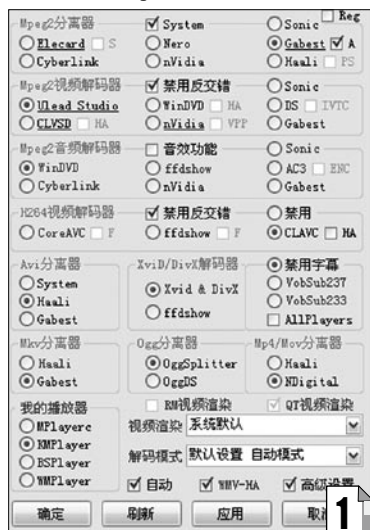 Reg
Mpeg2分离器 System Sonic
Elecard S Nero Gabest A
Cyberlink nVidia Haali PS
Mpeg2视频解码器 禁用反交错 Sonic
Ulead Studio WinDVD HA DS IVTC
CLVSD HA nVidia VPP Gabest
Mpeg2音频解码器 音效功能 Sonic
WinDVD ffdshow AC3 ENC
Cyberlink nVidia Gabest
H264视频解码器 禁用反交错 禁用
CoreAVC F ffdshow F CLAVC HA
Avi分离器 XviD/DivX解码器 禁用字幕
System Xvid & DivX VobSub237
Haali VobSub233
Gabest ffdshow AllPlayers
Mkv分离器 Ogg分离器 Mp4/Mov分离器
Haali OggSplitter Haali
Gabest OggDS NDigital
我的播放器 RM视频渲染 QT视频渲染
MPlayerc 视频渲染 系统默认
KMPlayer
BSPlayer 解码模式 默认设置 自动模式
WMPlayer 自动 WMV-HA 高级设置
确定 刷新 应用 取
1